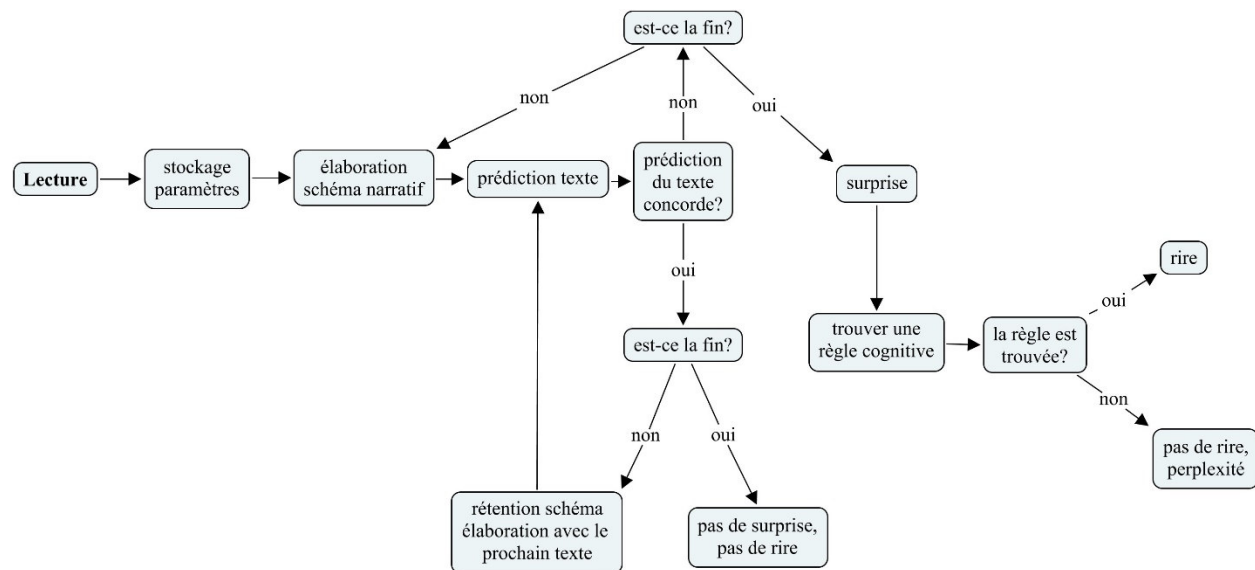 est-ce la fin?
non
non
oui
Lecture
stockage
paramètres
élaboration
schéma narratif
prédiction texte
prédiction
du texte
concorde?
surprise
oui
rire
oui
trouver une
règle cognitive
la règle est
trouvée?
est-ce la fin?
non
non
oui
pas de rire,
perplexité
rétention schéma
élaboration avec le
prochain texte
pas de surprise,
pas de rire